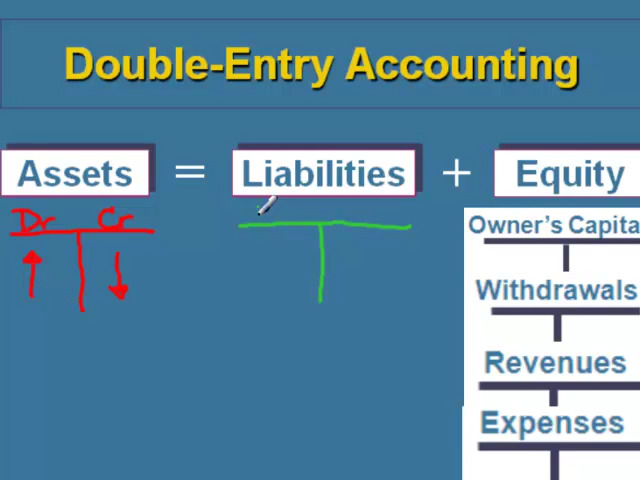 Double-Entry Accounting
Assets = Liabilities + Equity
Dr Cr
Owner's Capita
Withdrawals
Revenues
Expenses